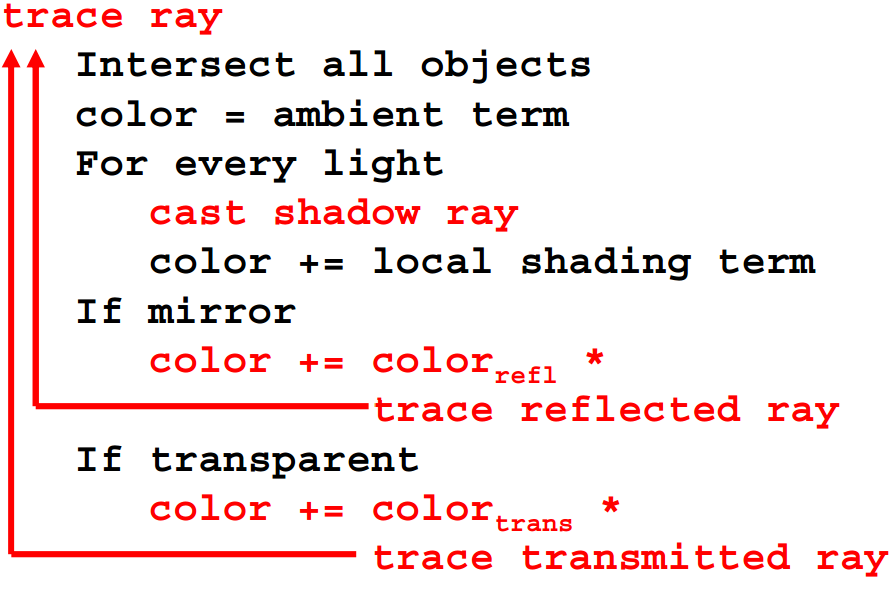 trace ray
Intersect all objects
color = ambient term
For every light
cast shadow ray
color += local shading term
If mirror
color += color_refl *
trace reflected ray
If transparent
color += color_trans *
trace transmitted ray